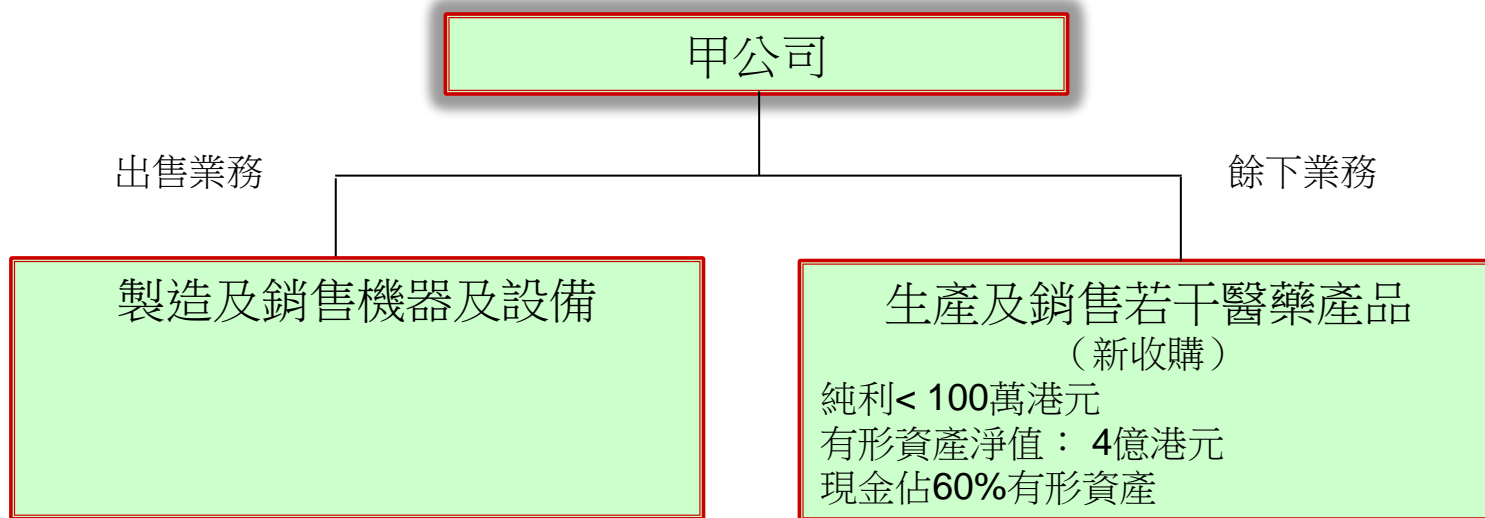 甲公司
出售業務
餘下業務
製造及銷售機器及設備
生產及銷售若干醫藥產品
（新收購）
純利< 100萬港元
有形資產淨值： 4億港元
現金佔60%有形資產